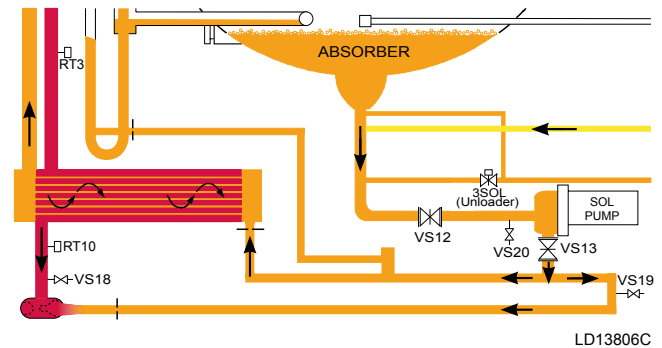 RT3
ABSORBER
3SOL
(Unloader)
SOL
PUMP
VS12
VS20
VS13
RT10
VS18
VS19
LD13806C